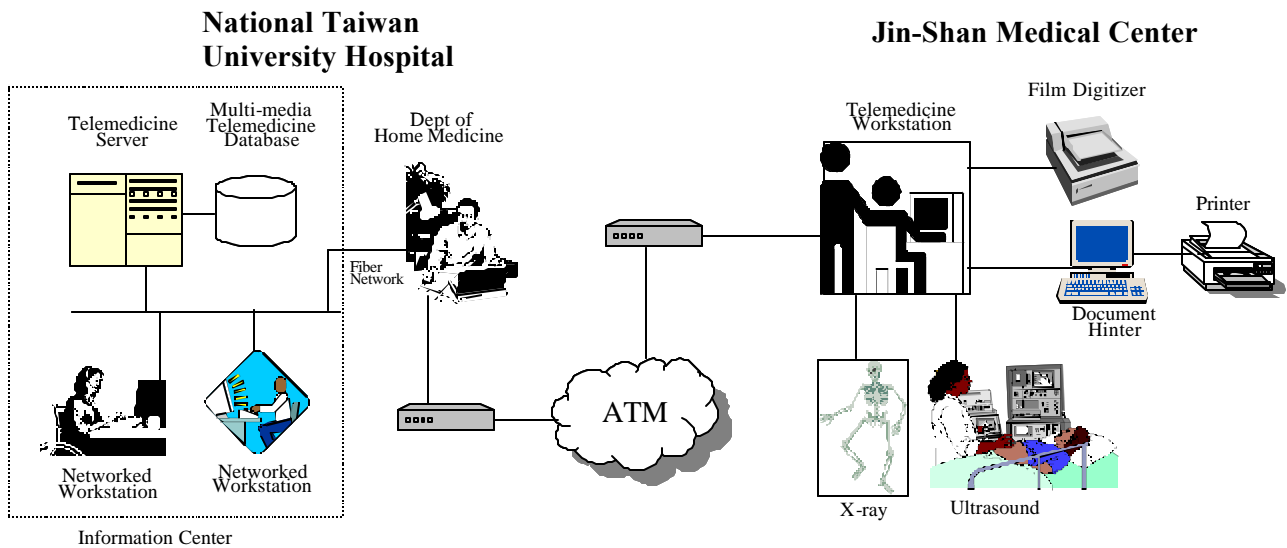 National Taiwan
University Hospital
Jin-Shan Medical Center
Telemedicine
Server
Multi-media
Telemedicine
Database
Dept of
Home Medicine
Telemedicine
Workstation
Film Digitizer
Printer
Fiber
Network
Document
Hinter
ATM
Networked
Workstation
Networked
Workstation
X-ray
Ultrasound
Information Center